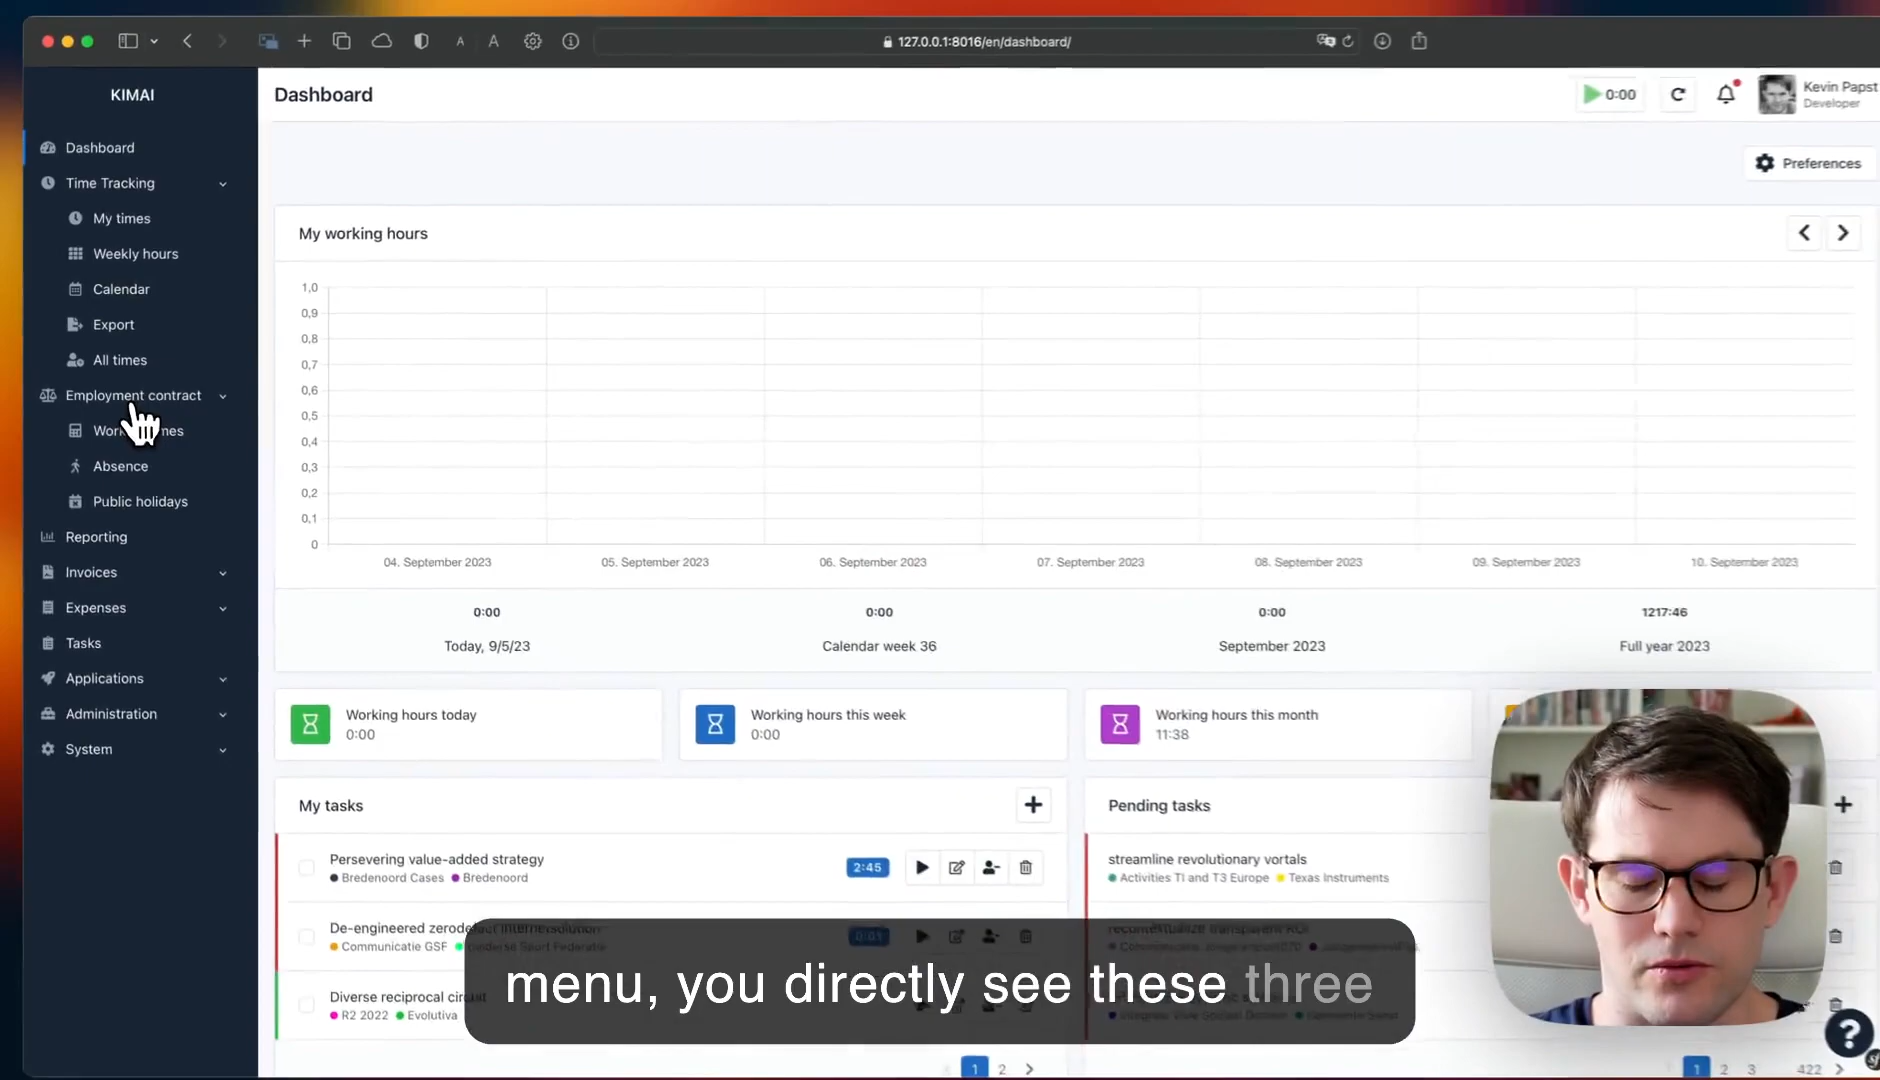 127.0.0.1:8016/en/dashboard/
KIMAI
Dashboard
Time Tracking
My times
Weekly hours
Calendar
Export
All times
Employment contract
Absence
Public holidays
Reporting
Invoices
Expenses
Tasks
Applications
Administration
System
Dashboard
0:00
Kevin Papst
Developer
Preferences
My working hours
1,0
0,9
0,8
0,7
0,6
0,5
0,4
0,3
0,2
0,1
0
04. September 2023
05. September 2023
06. September 2023
07. September 2023
08. September 2023
09. September 2023
10. September 2023
0:00
Today, 9/5/23
0:00
Calendar week 36
0:00
September 2023
1217:46
Full year 2023
Working hours today
0:00
Working hours this week
0:00
Working hours this month
11:38
My tasks
Persevering value-added strategy
Bredenoord Cases Bredenoord
2:45
De-engineered
Communicatie GSF
Diverse reciprocal
R2 2022 Evolutiva
1 2
Pending tasks
streamline revolutionary vortals
Activities TI and T3 Europe Texas Instruments
1 2 3 422
menu, you directly see these three